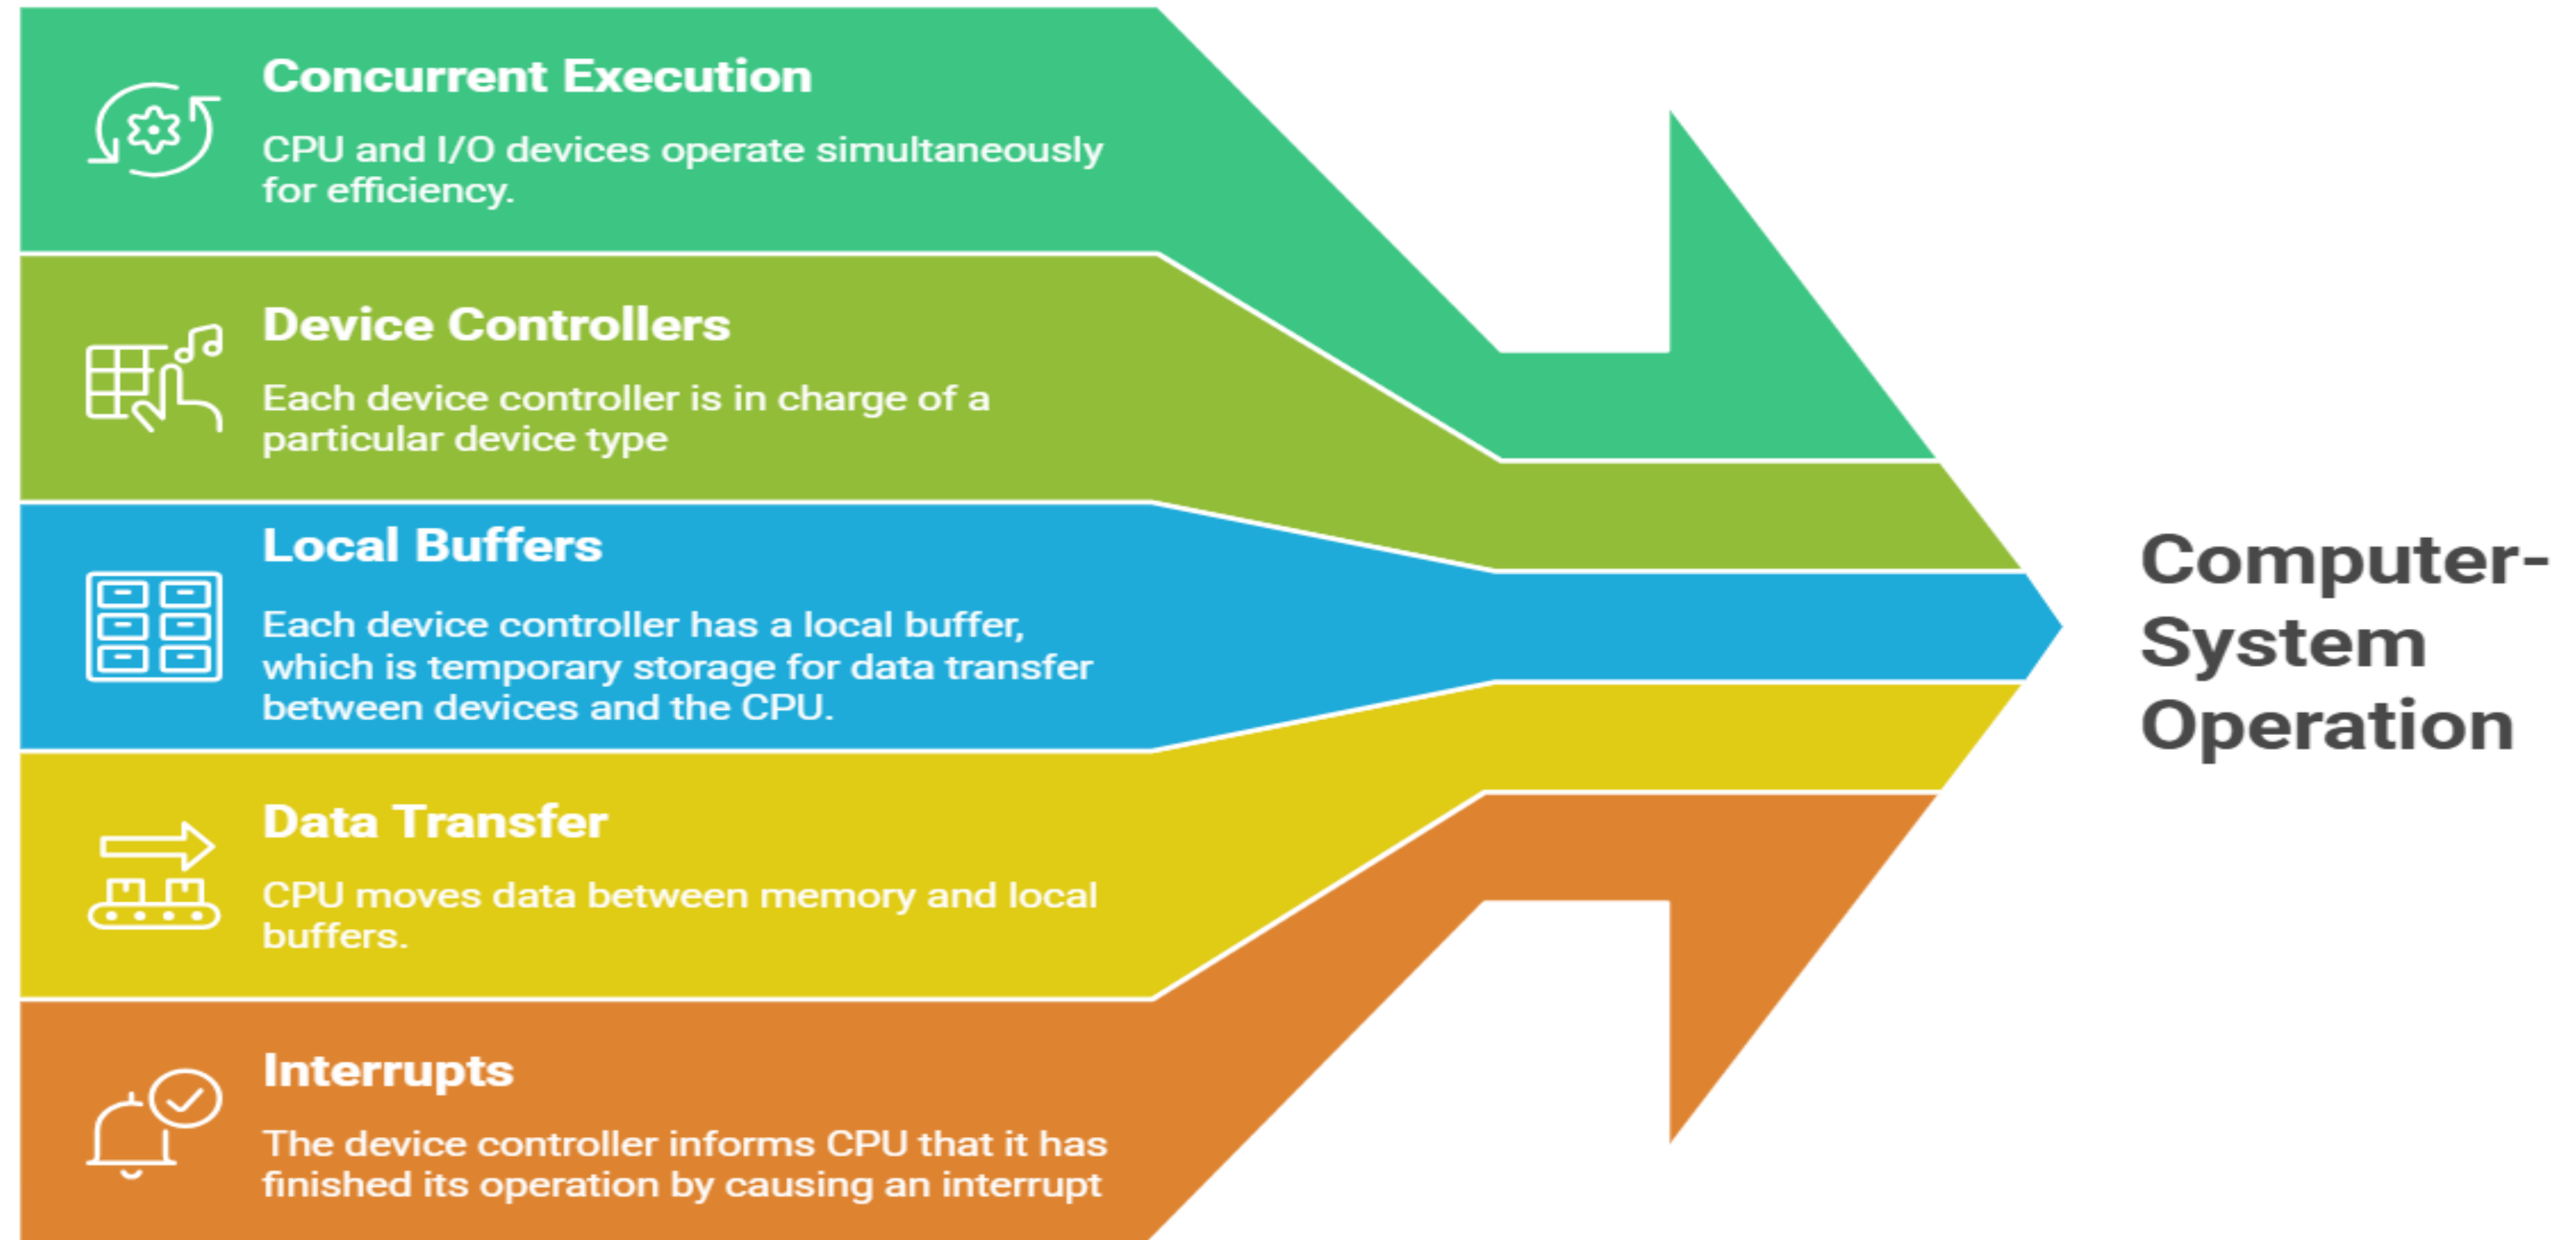 Concurrent Execution
CPU and I/O devices operate simultaneously
for efficiency.
Device Controllers
Each device controller is in charge of a
particular device type
Local Buffers
Each device controller has a local buffer,
which is temporary storage for data transfer
between devices and the CPU.
Data Transfer
CPU moves data between memory and local
buffers.
Interrupts
The device controller informs CPU that it has
finished its operation by causing an interrupt
Computer-
System
Operation